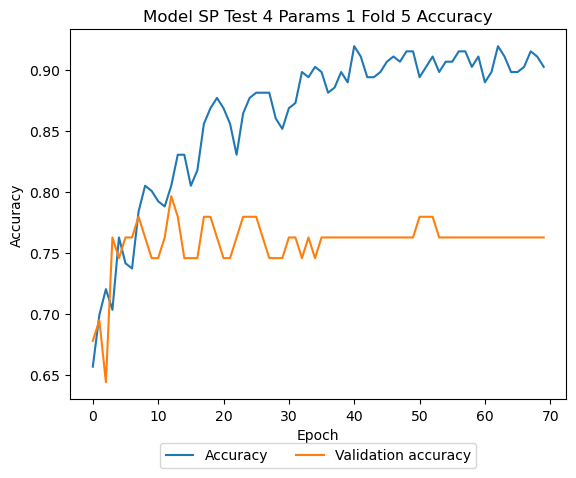 Model SP Test 4 Params 1 Fold 5 Accuracy
0.90
0.85
0.80
0.75
0.70
0.65
Accuracy
0 10 20 30 40 50 60 70
Epoch
Accuracy Validation accuracy